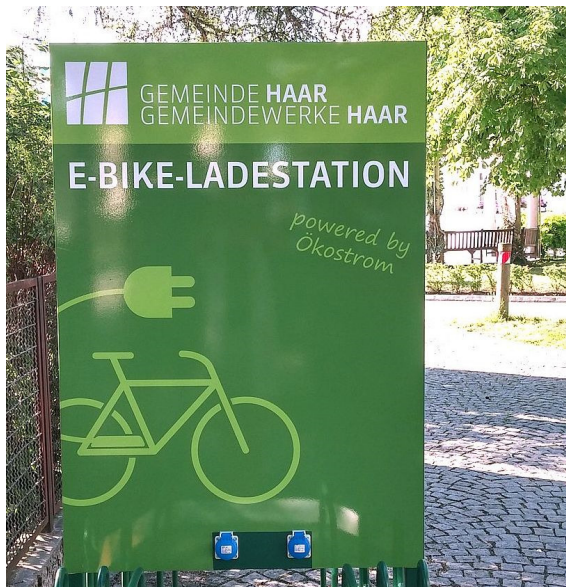 GEMEINDE HAAR
GEMEINDEWERKE HAAR
E-BIKE-LADESTATION
powered by
Ökostrom